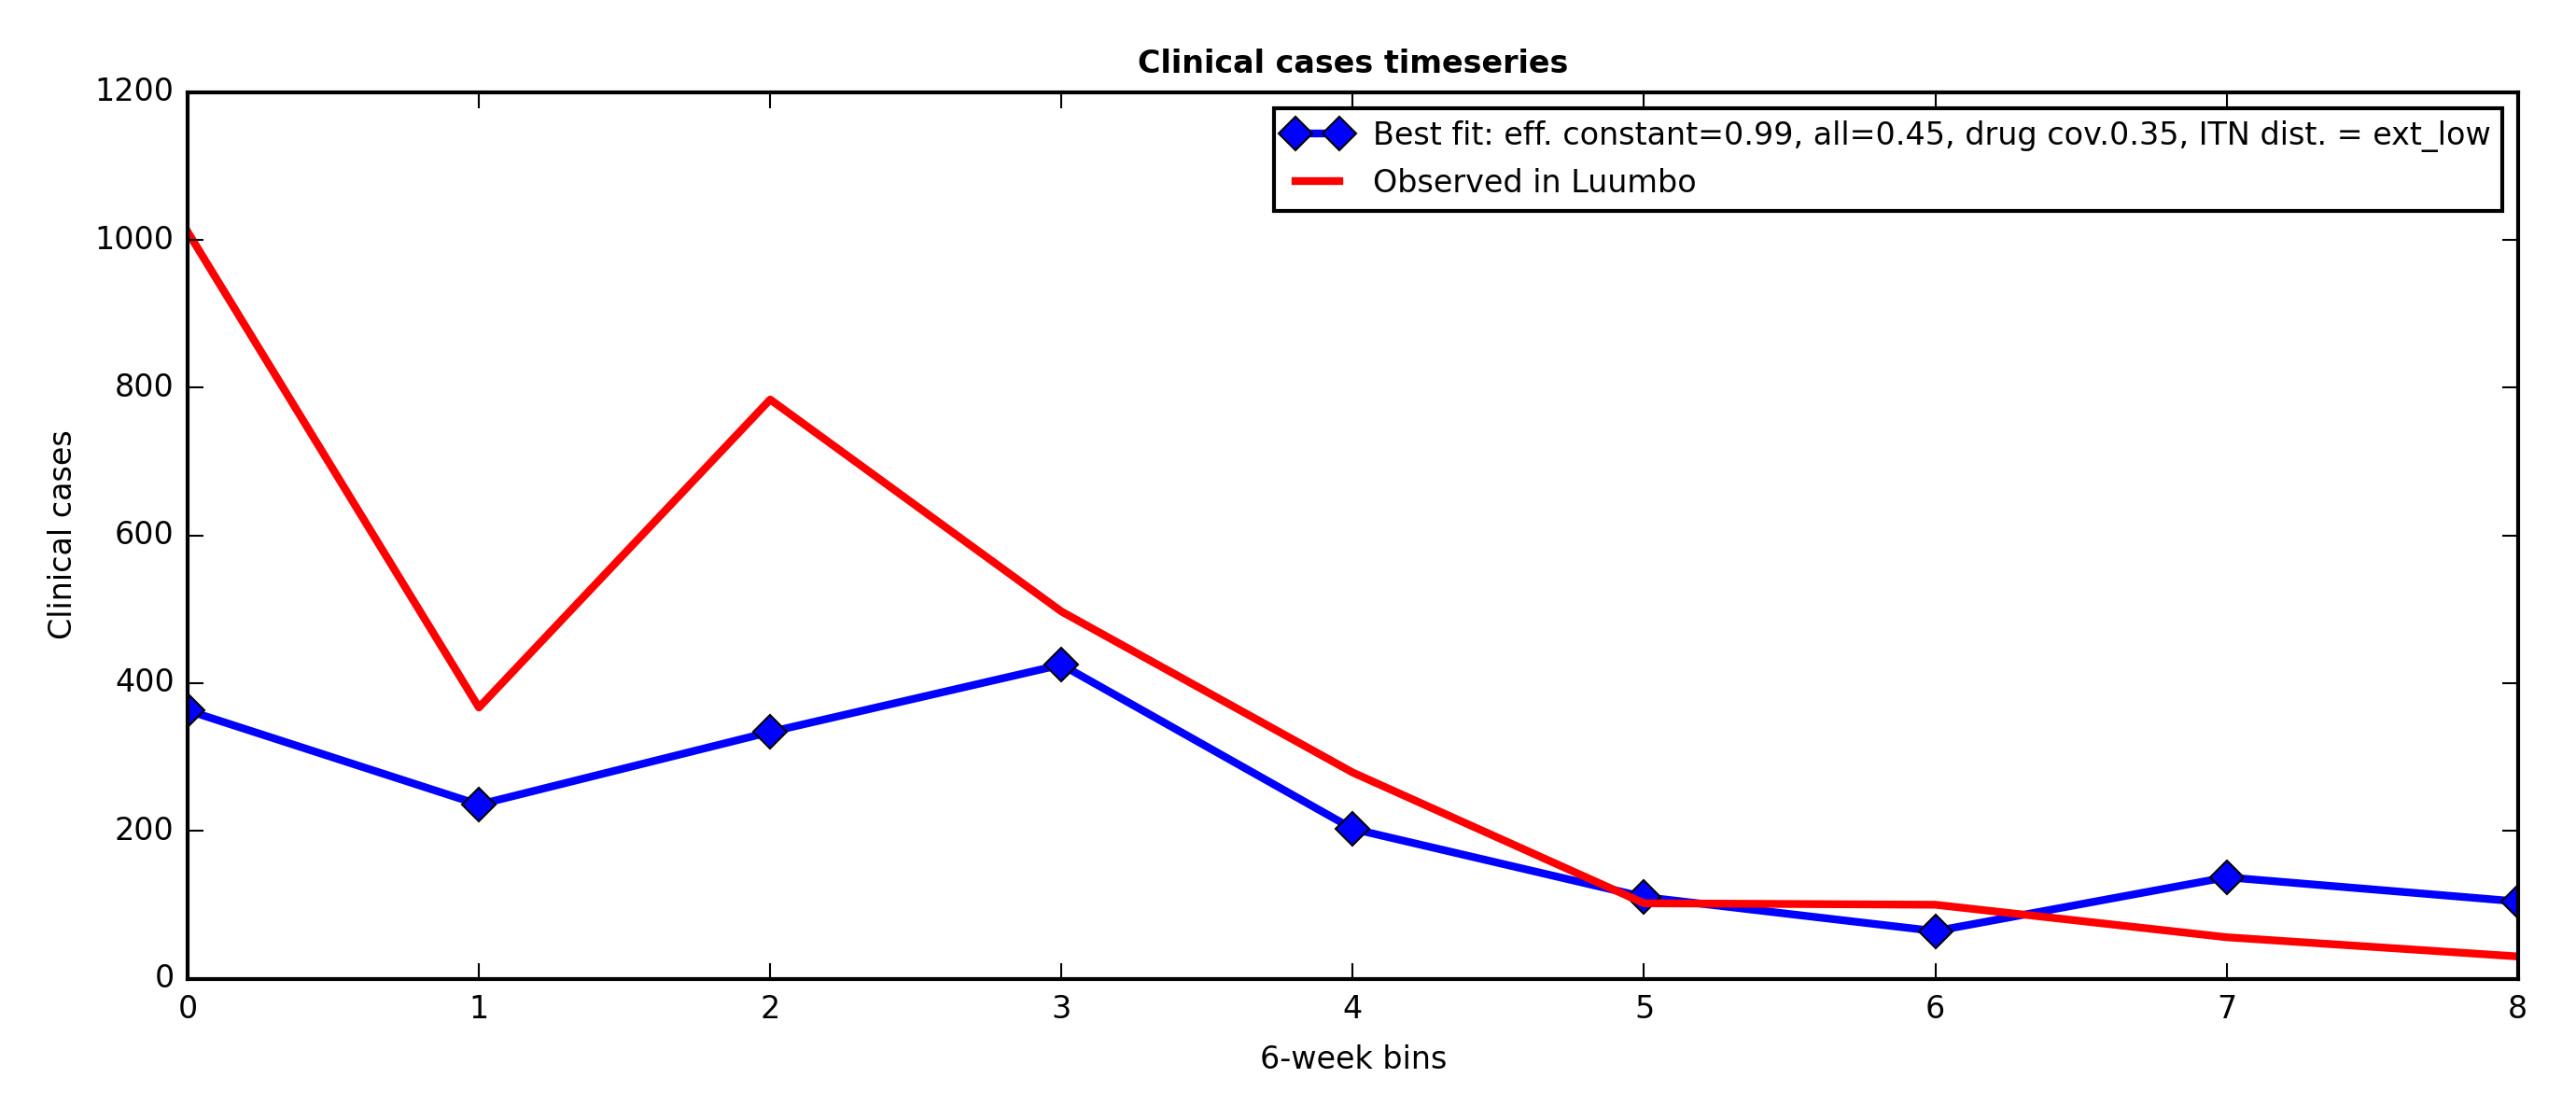 Clinical cases timeseries
1200
1000
800
600
400
200
0
Clinical cases
Best fit: eff. constant=0.99, all=0.45, drug cov.0.35, ITN dist. = ext_low
Observed in Luumbo
0 1 2 3 4 5 6 7 8
6-week bins